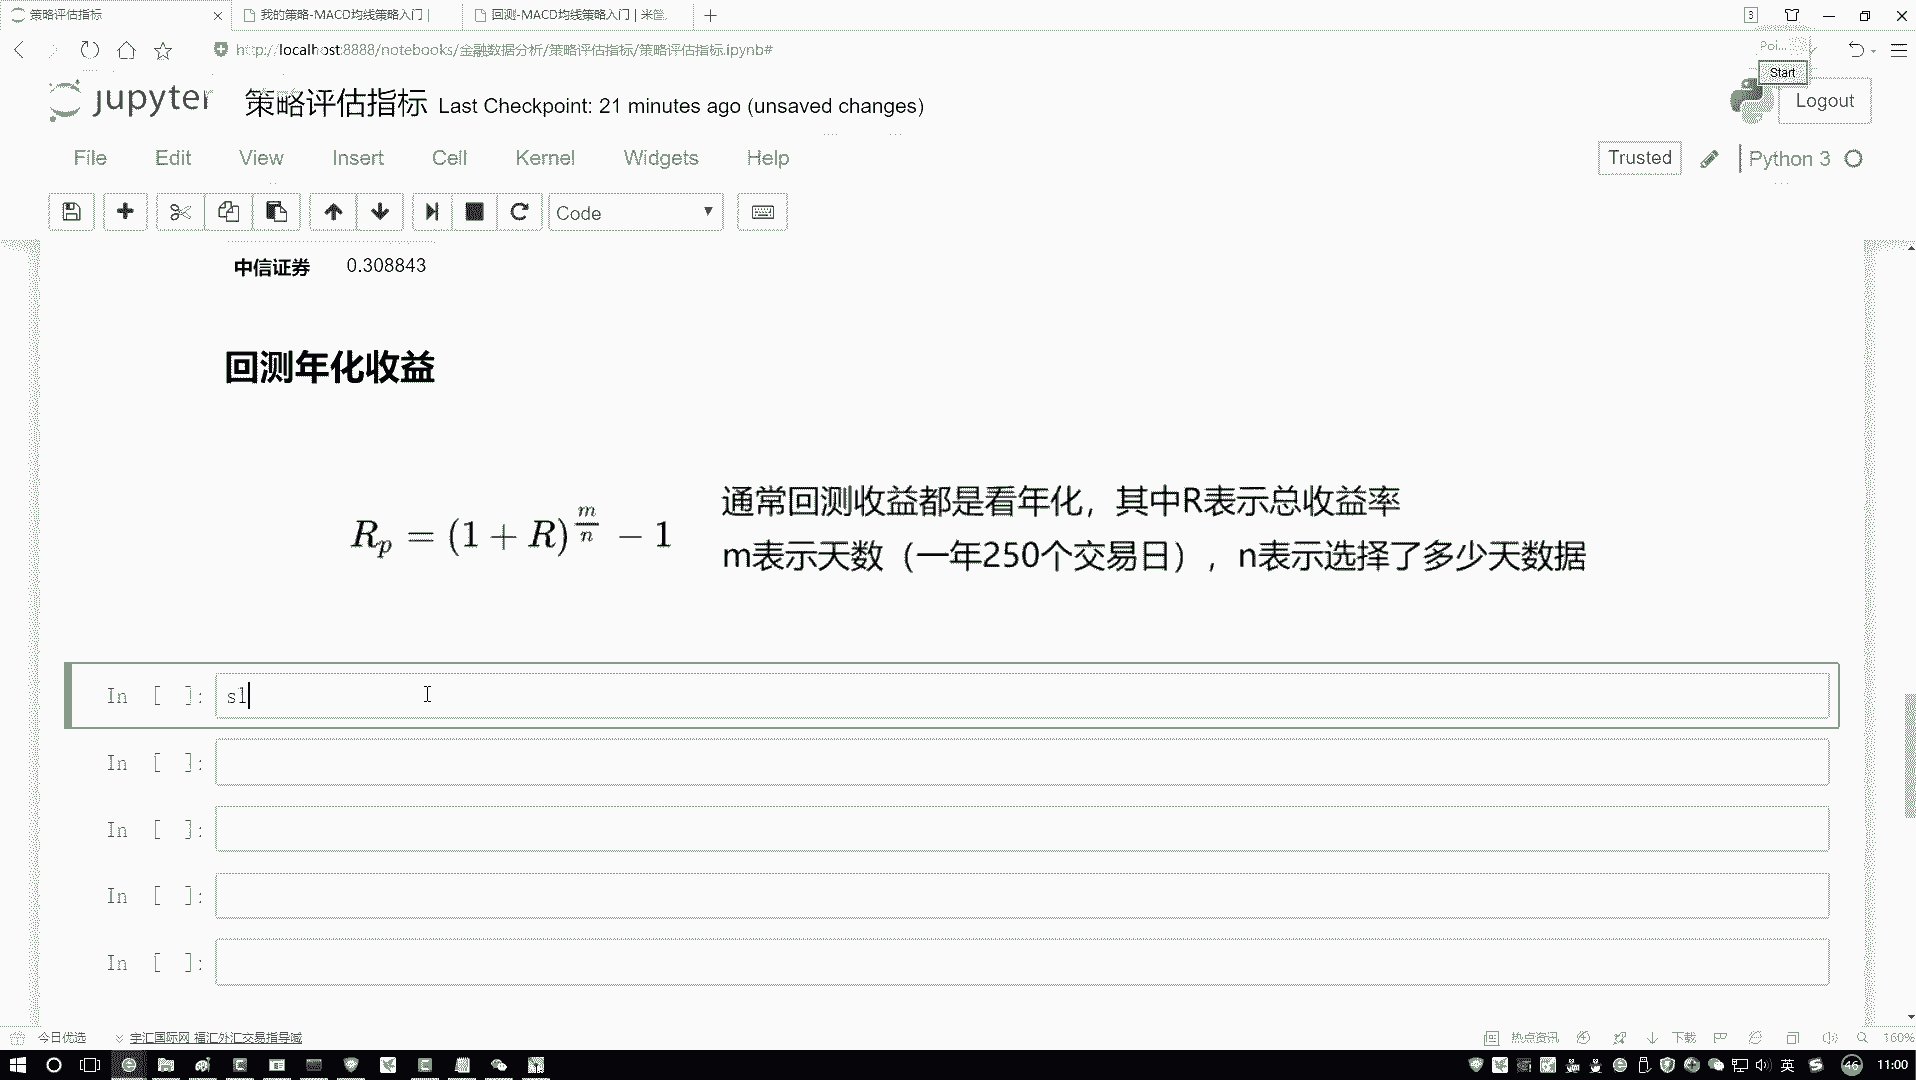 策略评估指标
我的策略-MACD均线策略入门 |
回测-MACD均线策略入门 | 米筐
3
http://localhost:8888/notebooks/金融数据分析/策略评估指标/策略评估指标.ipynb#
Poi...
Start
jupyter 策略评估指标 Last Checkpoint: 21 minutes ago (unsaved changes)
Logout
File Edit View Insert Cell Kernel Widgets Help
Trusted
Python 3
Code
中信证券 0.308843
回测年化收益
R_p = (1 + R)^{m/n} − 1
通常回测收益都是看年化，其中R表示总收益率
m表示天数（一年250个交易日），n表示选择了多少天数据
In [ ]: sl
In [ ]:
In [ ]:
In [ ]:
In [ ]:
今日优选
宇汇国际网 福汇外汇交易指导喊
热点资讯
下载
160%
英
46
11:00